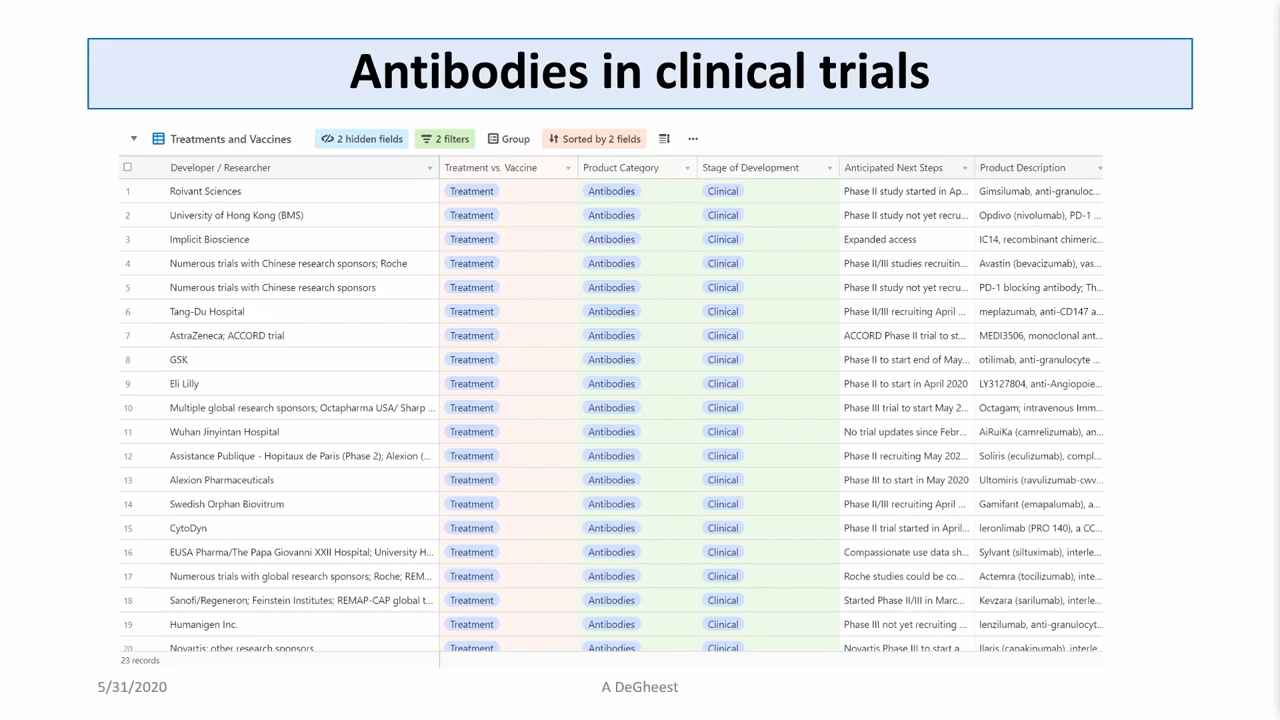 Antibodies in clinical trials
Treatments and Vaccines 2 hidden fields 2 filters Group Sorted by 2 fields ...
Developer / Researcher Treatment vs. Vaccine Product Category Stage of Development Anticipated Next Steps Product Description
1 Roivant Sciences Treatment Antibodies Clinical Phase II study started in Ap... Gimsilumab, anti-granuloc...
2 University of Hong Kong (BMS) Treatment Antibodies Clinical Phase II study not yet recru... Opdivo (nivolumab), PD-1 ...
3 Implicit Bioscience Treatment Antibodies Clinical Expanded access IC14, recombinant chimeric...
4 Numerous trials with Chinese research sponsors; Roche Treatment Antibodies Clinical Phase II/III studies recruitin... Avastin (bevacizumab), vas...
5 Numerous trials with Chinese research sponsors Treatment Antibodies Clinical Phase II study not yet recru... PD-1 blocking antibody; Th...
6 Tang-Du Hospital Treatment Antibodies Clinical Phase II/III recruiting April ... meplazumab, anti-CD147 a...
7 AstraZeneca; ACCORD trial Treatment Antibodies Clinical ACCORD Phase II trial to st... MEDI3506, monoclonal ant...
8 GSK Treatment Antibodies Clinical Phase II to start end of May... otilimab, anti-granulocyte ...
9 Eli Lilly Treatment Antibodies Clinical Phase II to start in April 2020 LY3127804, anti-Angiopoie...
10 Multiple global research sponsors; Octapharma USA/ Sharp ... Treatment Antibodies Clinical Phase III trial to start May 2... Octagam; intravenous Imm...
11 Wuhan Jinyintan Hospital Treatment Antibodies Clinical No trial updates since Febr... AiRuiKa (camrelizumab), an...
12 Assistance Publique - Hopitaux de Paris (Phase 2); Alexion (... Treatment Antibodies Clinical Phase II recruiting May 202... Soliris (eculizumab), compl...
13 Alexion Pharmaceuticals Treatment Antibodies Clinical Phase III to start in May 2020 Ultomiris (ravulizumab-cwv...
14 Swedish Orphan Biovitrum Treatment Antibodies Clinical Phase II/III recruiting April ... Gamifant (emapalumab), a...
15 CytoDyn Treatment Antibodies Clinical Phase II trial started in April... leronlimab (PRO 140), a CC...
16 EUSA Pharma/The Papa Giovanni XXII Hospital; University H... Treatment Antibodies Clinical Compassionate use data sh... Sylvant (siltuximab), interle...
17 Numerous trials with global research sponsors; Roche; REM... Treatment Antibodies Clinical Roche studies could be co... Actemra (tocilizumab), inte...
18 Sanofi/Regeneron; Feinstein Institutes; REMAP-CAP global t... Treatment Antibodies Clinical Started Phase II/III in Marc... Kevzara (sarilumab), interle...
19 Humanigen Inc. Treatment Antibodies Clinical Phase III not yet recruiting ... lenzilumab, anti-granulocyt...
20 Novartis; other research sponsors Treatment Antibodies Clinical Novartis Phase III to start a... Ilaris (canakinumab), interle...
23 records
5/31/2020 A DeGheest